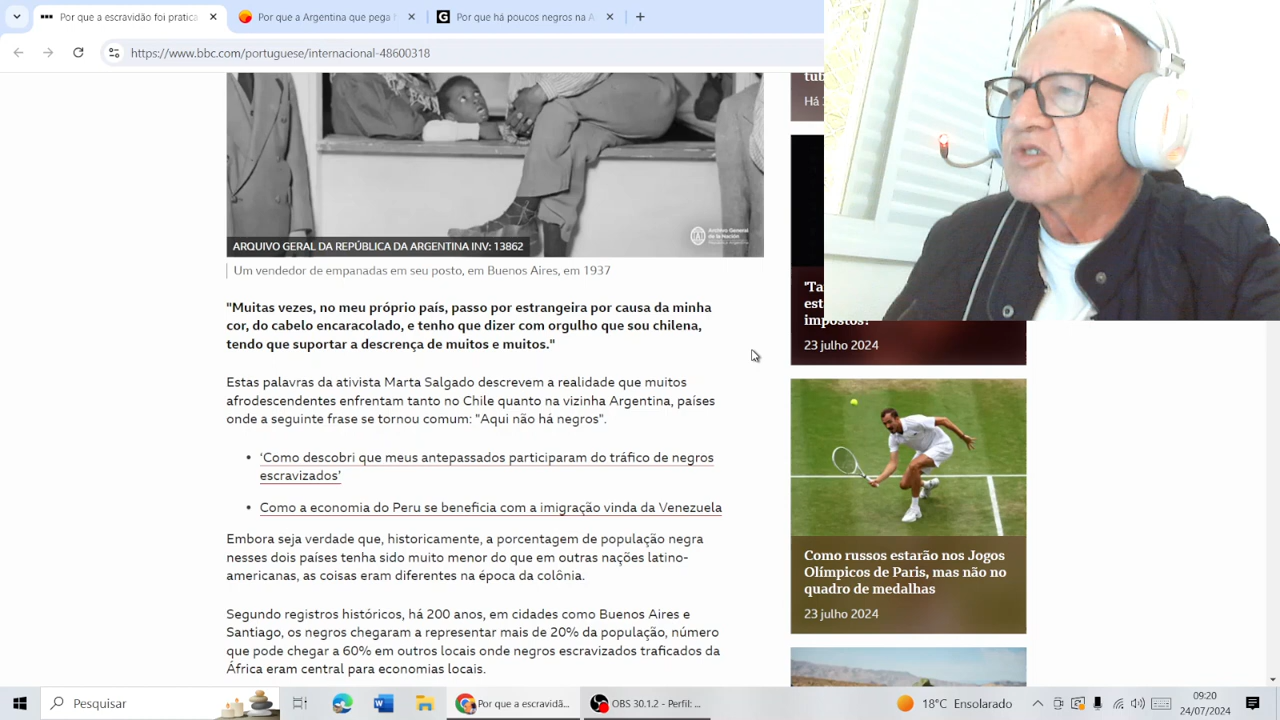 Por que a escravidão foi pratica
Por que a Argentina que pega
Por que há poucos negros na A
https://www.bbc.com/portuguese/internacional-48600318
Há
ARQUIVO GERAL DA REPÚBLICA DA ARGENTINA INV: 13862
Archivo General
de la Nación
Um vendedor de empanadas em seu posto, em Buenos Aires, em 1937
"Muitas vezes, no meu próprio país, passo por estrangeira por causa da minha
cor, do cabelo encaracolado, e tenho que dizer com orgulho que sou chilena,
tendo que suportar a descrença de muitos e muitos."
Estas palavras da ativista Marta Salgado descrevem a realidade que muitos
afrodescendentes enfrentam tanto no Chile quanto na vizinha Argentina, países
onde a seguinte frase se tornou comum: "Aqui não há negros".
‘Como descobri que meus antepassados participaram do tráfico de negros
escravizados’
Como a economia do Peru se beneficia com a imigração vinda da Venezuela
Embora seja verdade que, historicamente, a porcentagem de população negra
nesses dois países tenha sido muito menor do que em outras nações latino-
americanas, as coisas eram diferentes na época da colônia.
Segundo registros históricos, há 200 anos, em cidades como Buenos Aires e
Santiago, os negros chegaram a representar mais de 20% da população, número
que pode chegar a 60% em outros locais onde negros escravizados traficados da
África eram central para economias locais.
23 julho 2024
Como russos estarão nos Jogos
Olímpicos de Paris, mas não no
quadro de medalhas
23 julho 2024
Pesquisar
Por que a escravidã...
OBS 30.1.2 - Perfil: ...
18°C Ensolarado
09:20
24/07/2024